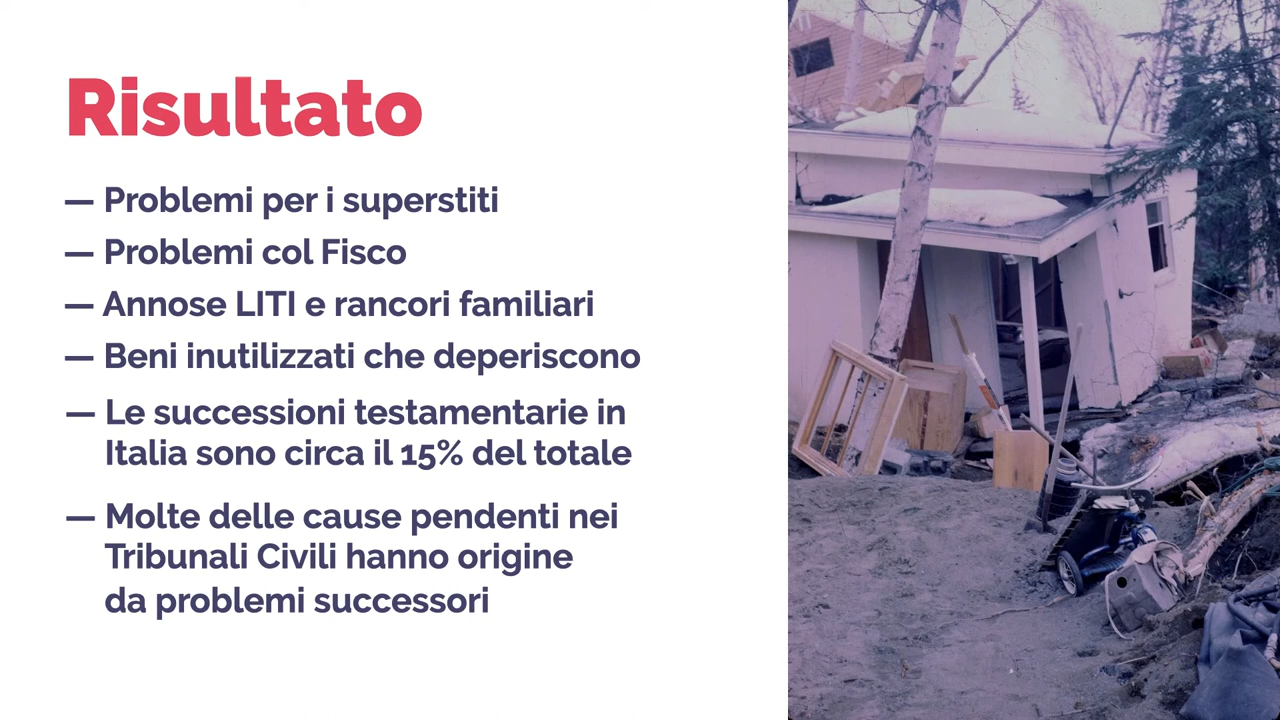 Risultato
— Problemi per i superstiti
— Problemi col Fisco
— Annose LITI e rancori familiari
— Beni inutilizzati che deperiscono
— Le successioni testamentarie in
Italia sono circa il 15% del totale
— Molte delle cause pendenti nei
Tribunali Civili hanno origine
da problemi successori